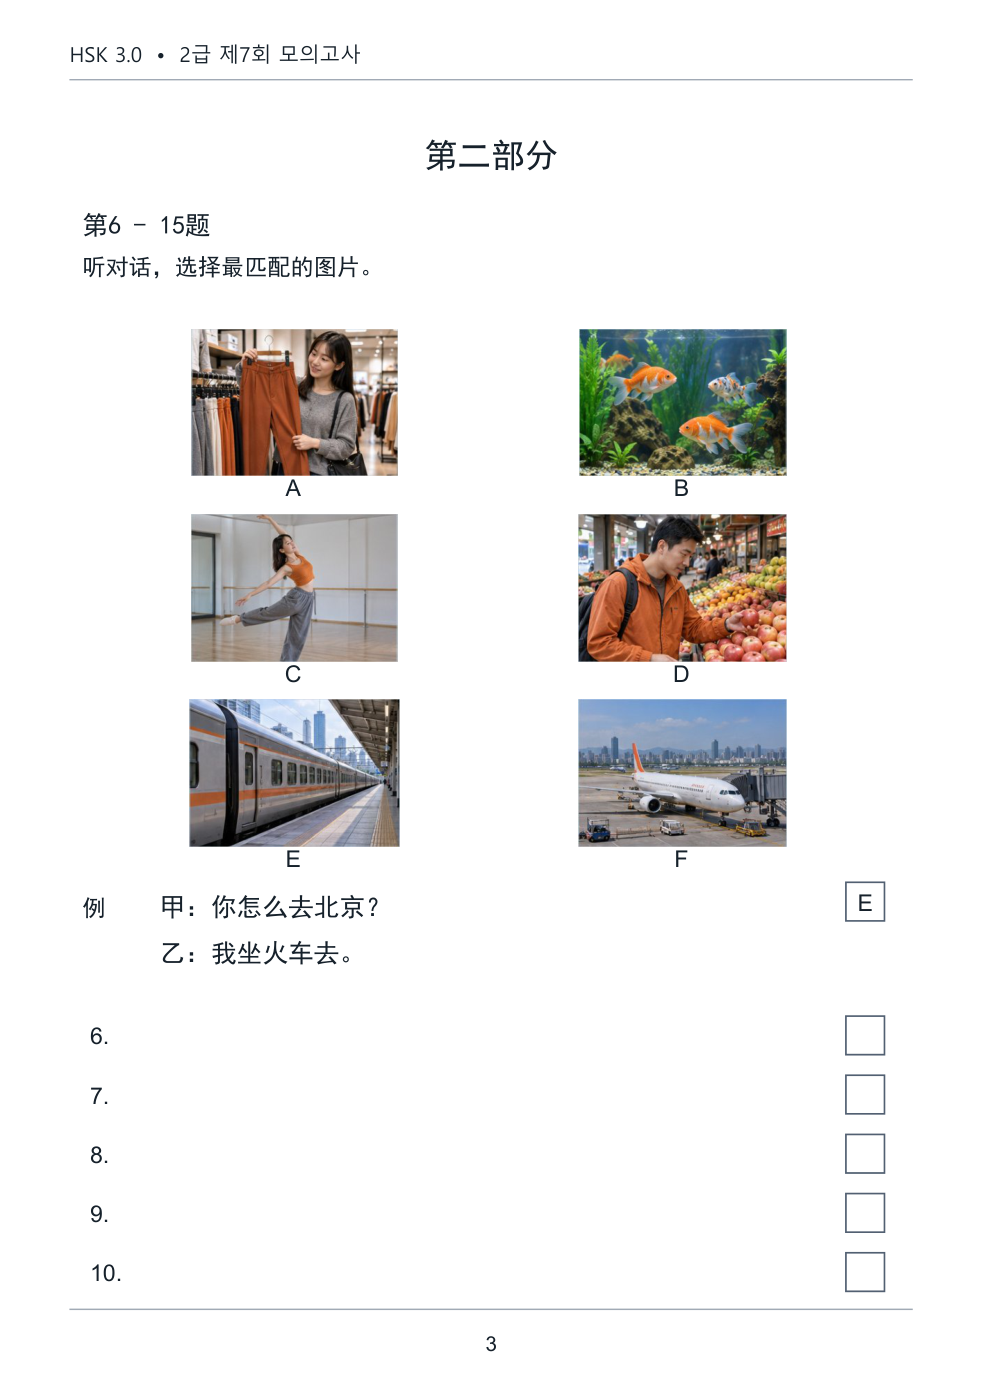 HSK 3.0 • 2급 제7회 모의고사
第二部分
第6 - 15题
听对话，选择最匹配的图片。
A
B
C
D
E
F
例 甲：你怎么去北京？ E
乙：我坐火车去。
6.
7.
8.
9.
10.
3